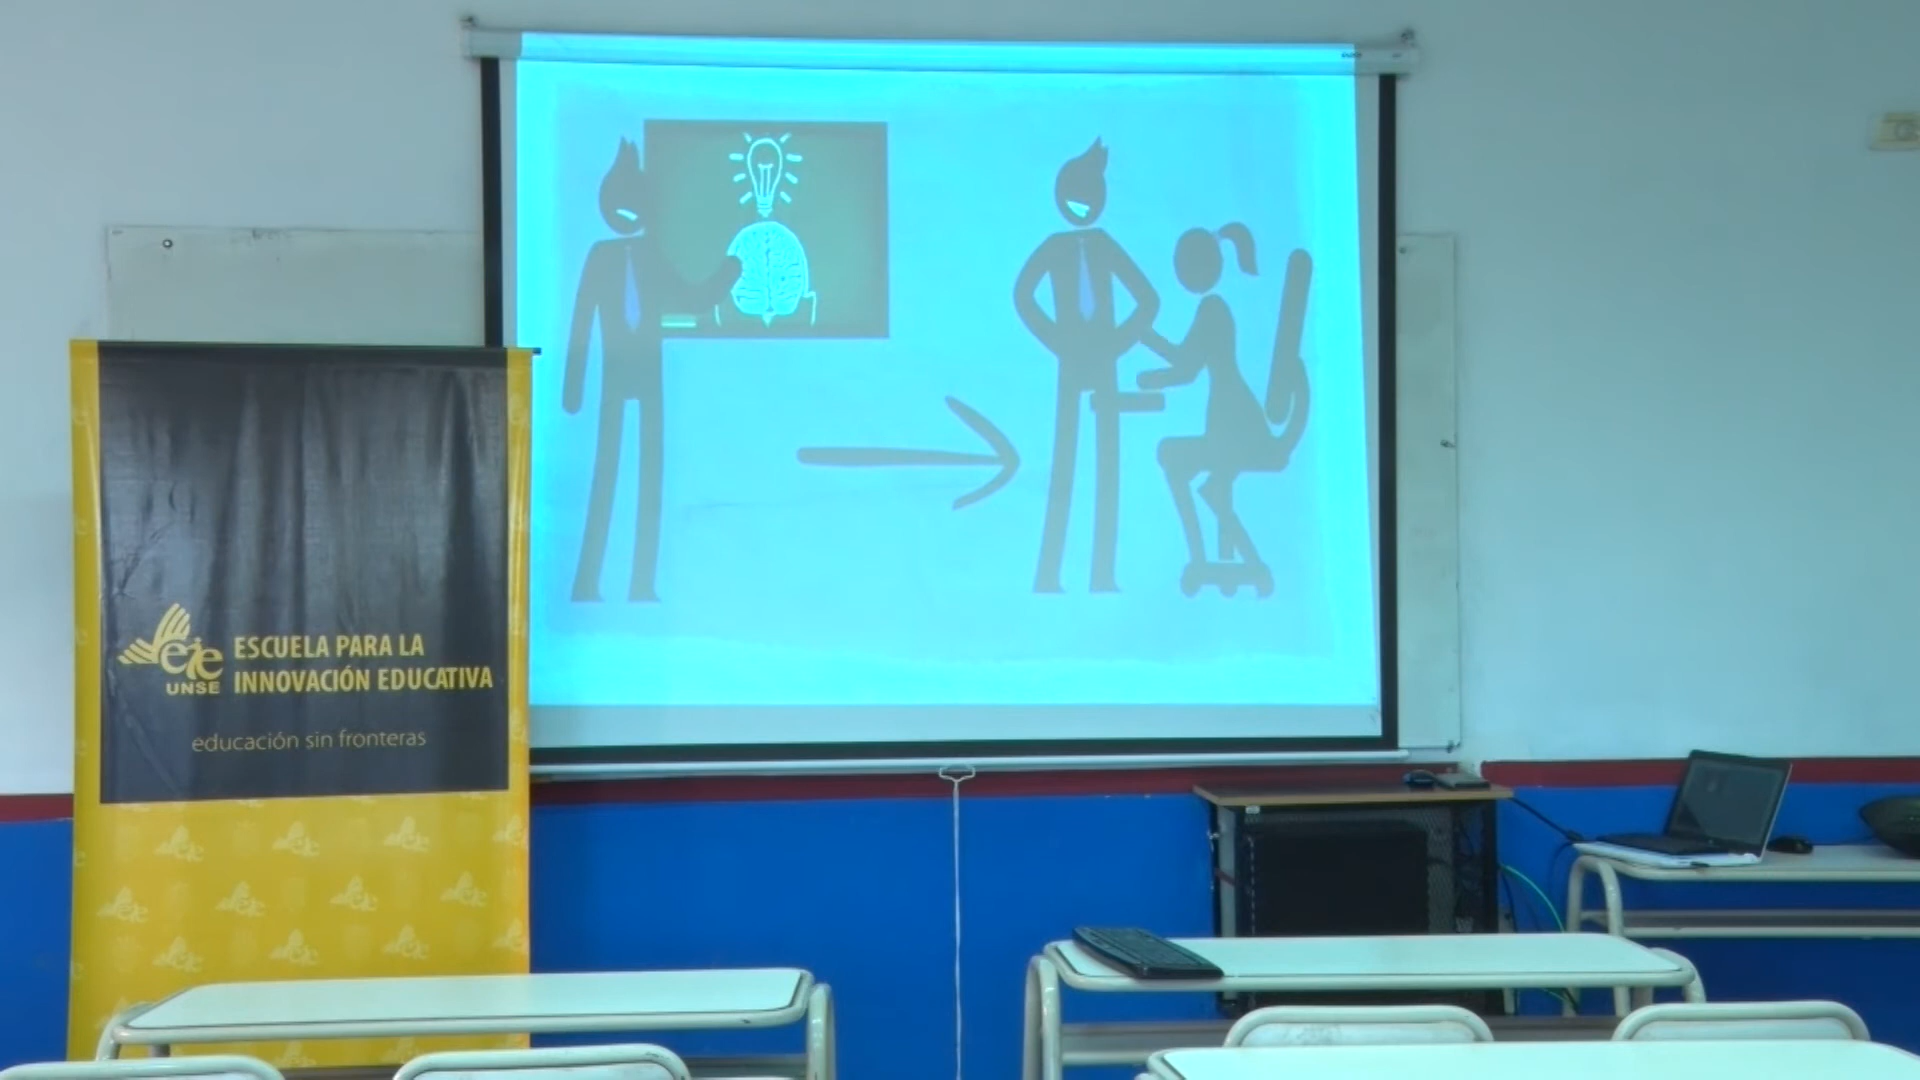 eie
UNSE
ESCUELA PARA LA
INNOVACIÓN EDUCATIVA
educación sin fronteras